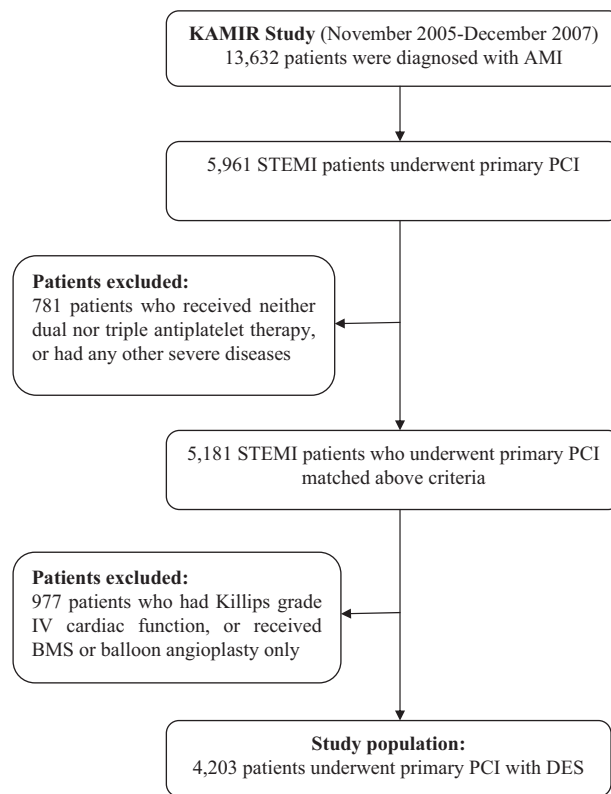 KAMIR Study (November 2005-December 2007)
13,632 patients were diagnosed with AMI
5,961 STEMI patients underwent primary PCI
Patients excluded:
781 patients who received neither
dual nor triple antiplatelet therapy,
or had any other severe diseases
5,181 STEMI patients who underwent primary PCI
matched above criteria
Patients excluded:
977 patients who had Killips grade
IV cardiac function, or received
BMS or balloon angioplasty only
Study population:
4,203 patients underwent primary PCI with DES